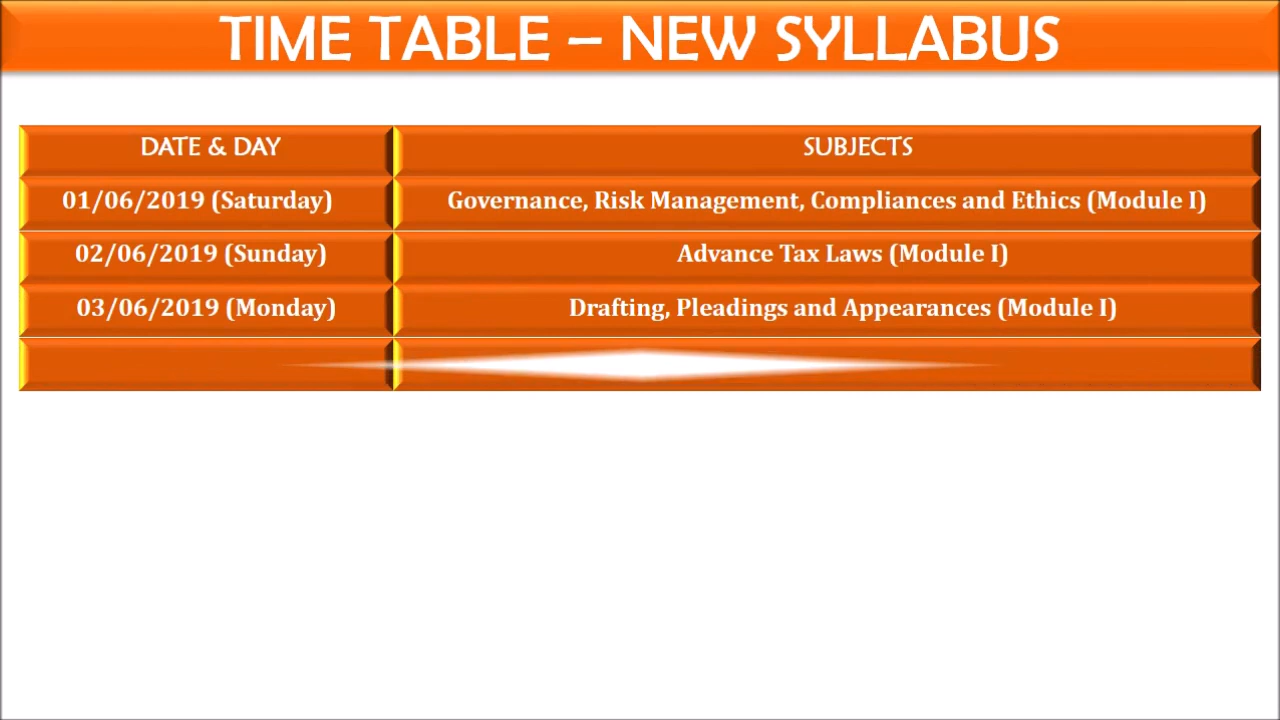 TIME TABLE – NEW SYLLABUS
DATE & DAY SUBJECTS
01/06/2019 (Saturday) Governance, Risk Management, Compliances and Ethics (Module I)
02/06/2019 (Sunday) Advance Tax Laws (Module I)
03/06/2019 (Monday) Drafting, Pleadings and Appearances (Module I)